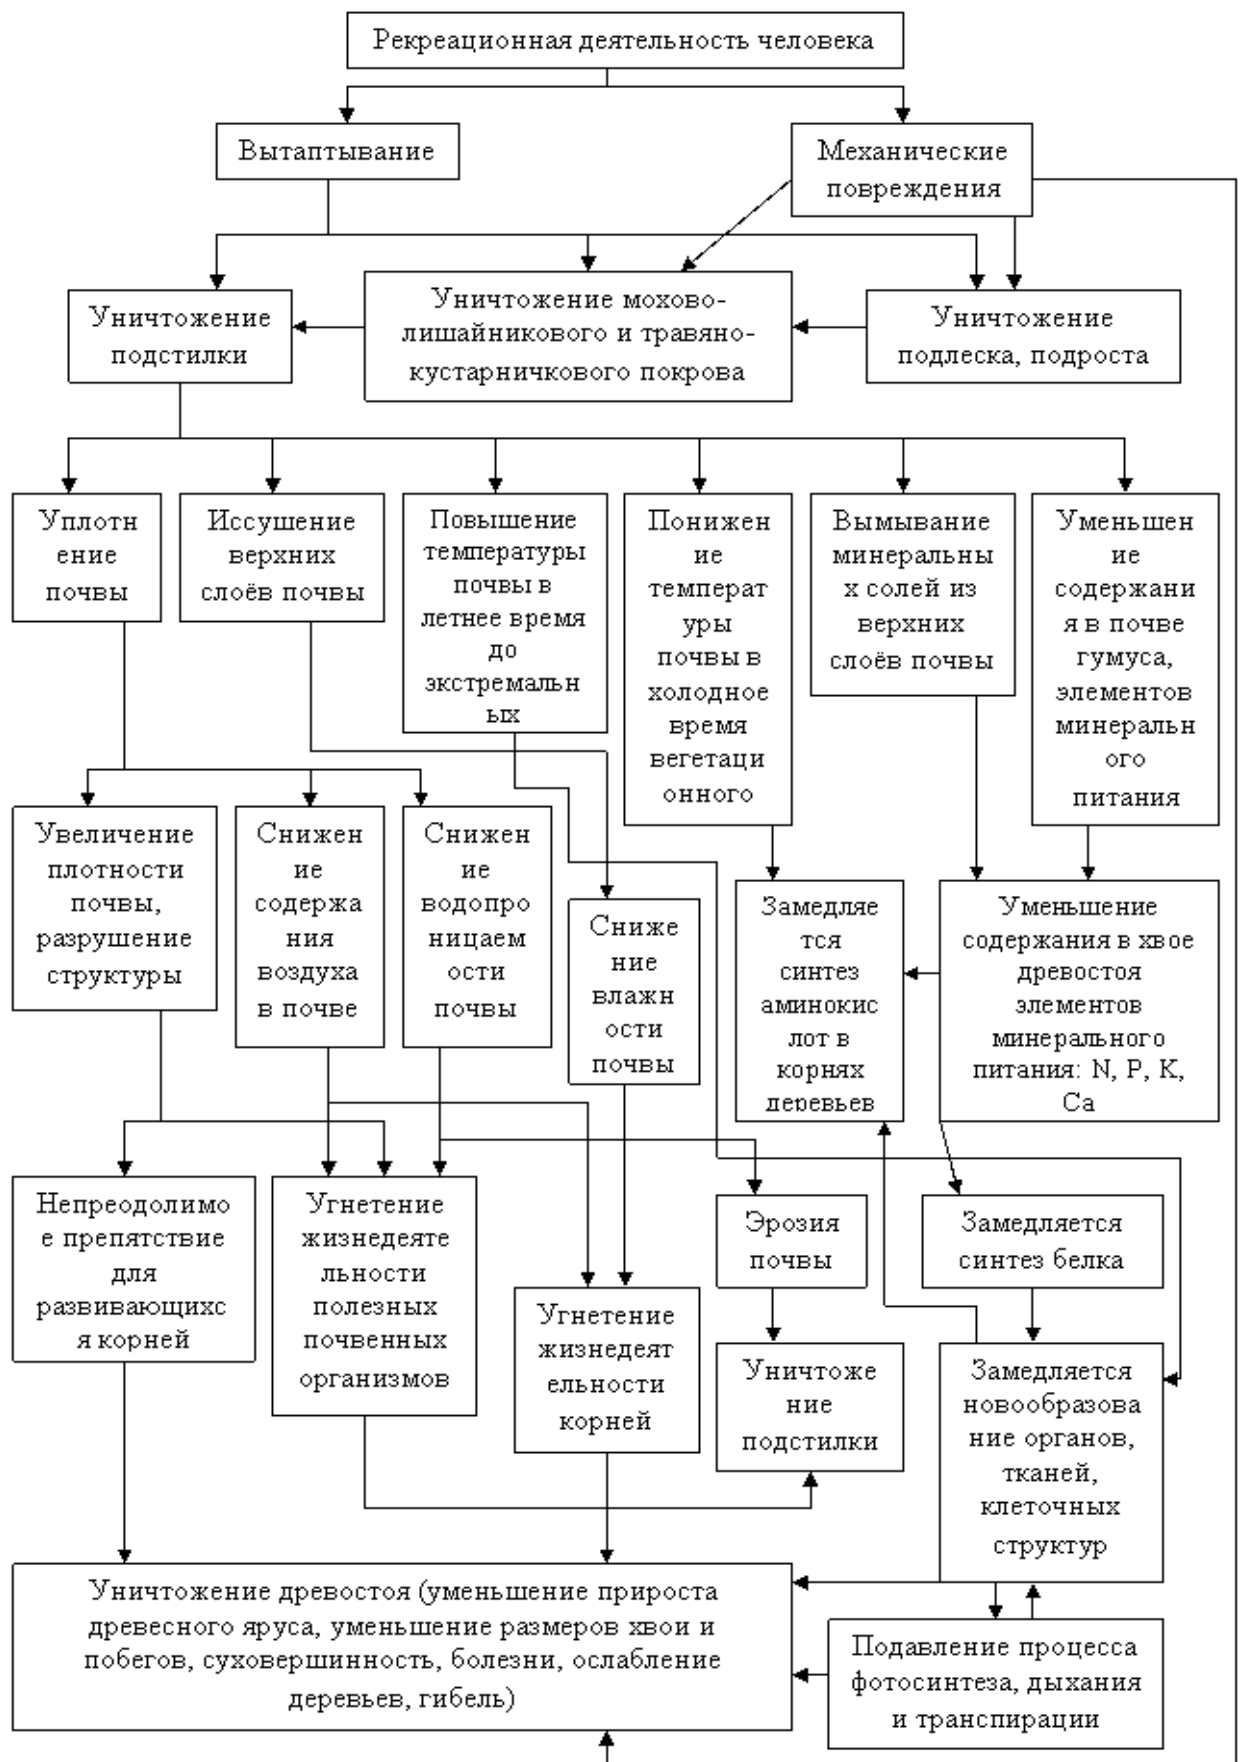 Рекреационная деятельность человека
Вытаптывание
Механические
повреждения
Уничтожение
подстилки
Уничтожение мохово-
лишайникового и травяно-
кустарничкового покрова
Уничтожение
подлеска, подроста
Уплотн
ение
почвы
Иссушение
верхних
слоёв почвы
Повышение
температуры
почвы в
летнее время
до
экстремальн
ых
Понижен
ие
температ
уры
почвы в
холодное
время
вегетаци
онного
Вымывание
минеральны
х солей из
верхних
слоёв почвы
Уменьшен
ие
содержани
я в почве
гумуса,
элементов
минеральн
ого
питания
Увеличение
плотности
почвы,
разрушение
структуры
Снижен
ие
содержа
ния
воздуха
в почве
Снижен
ие
водопро
ницаем
ости
почвы
Сниже
ние
влажн
ости
почвы
Замедляе
тся
синтез
аминокис
лот в
корнях
деревьев
Уменьшение
содержания в хвое
древостоя
элементов
минерального
питания: N, P, K,
Ca
Непреодолимо
е препятствие
для
развивающихс
я корней
Угнетение
жизнедеяте
льности
полезных
почвенных
организмов
Угнетение
жизнедеят
ельности
корней
Эрозия
почвы
Замедляется
синтез белка
Уничтоже
ние
подстилки
Замедляется
новообразова
ние органов,
тканей,
клеточных
структур
Уничтожение древостоя (уменьшение прироста
древесного яруса, уменьшение размеров хвои и
побегов, суховершинность, болезни, ослабление
деревьев, гибель)
Подавление процесса
фотосинтеза, дыхания
и транспирации